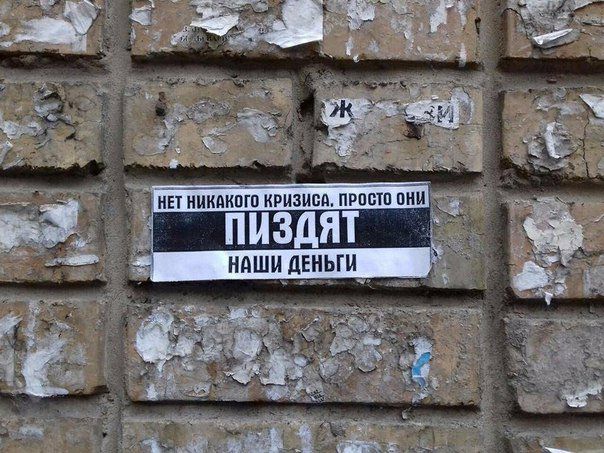 Ж
И
НЕТ НИКАКОГО КРИЗИСА, ПРОСТО ОНИ
ПИЗДЯТ
НАШИ ДЕНЬГИ